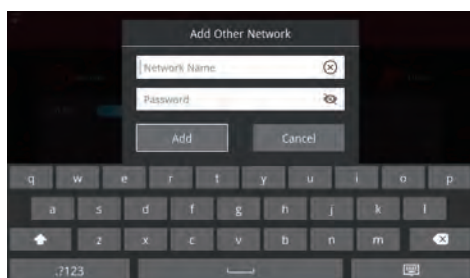 Add Other Network
Network Name
Password
Add Cancel
q w e r t y u i o p
a s d f g h j k l
z x c v b n m
.?123